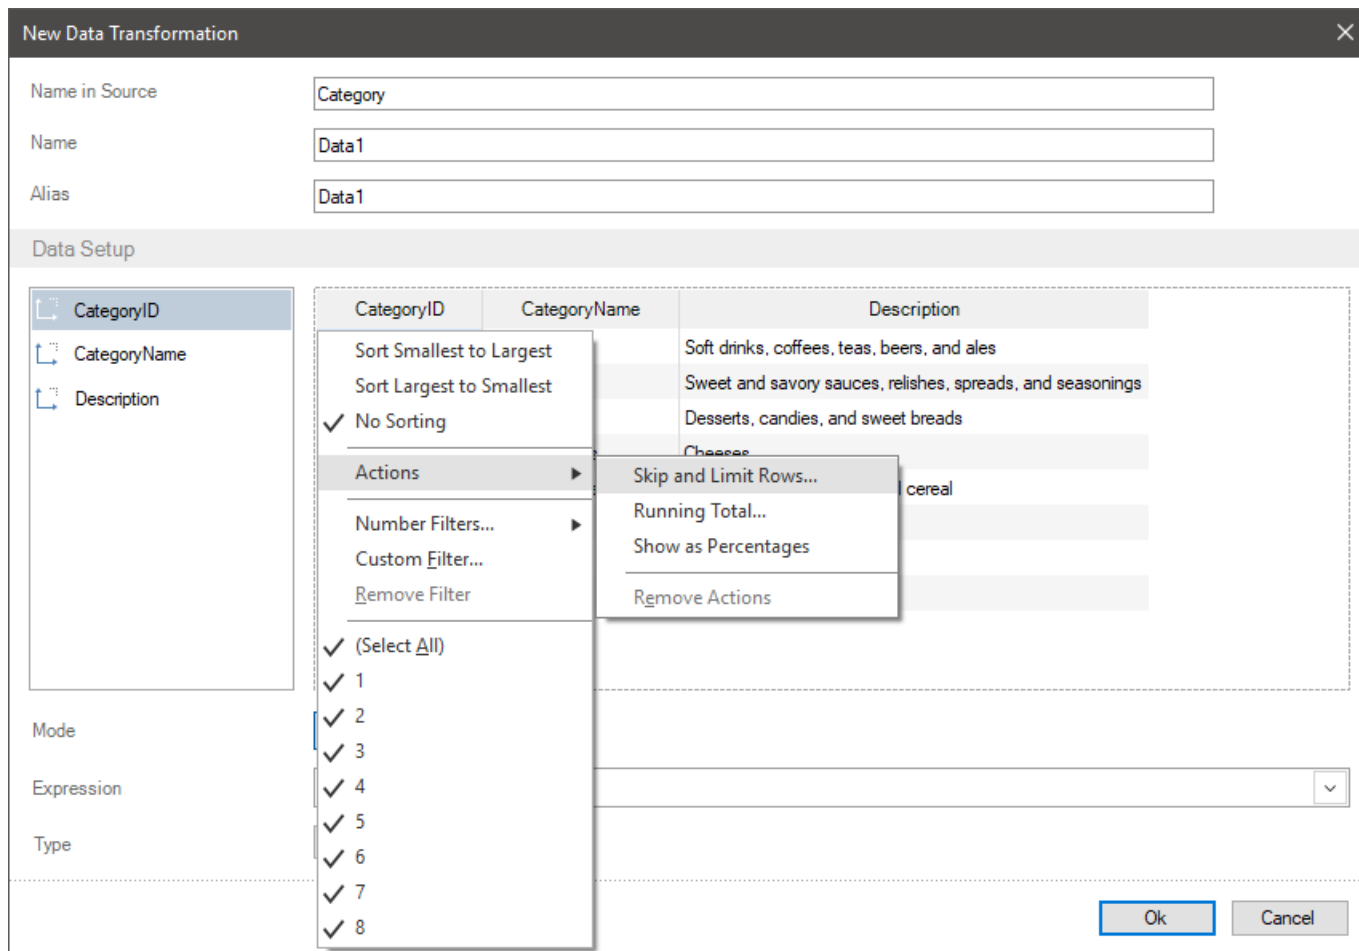 New Data Transformation
Name in Source
Category
Name
Data1
Alias
Data1
Data Setup
CategoryID
CategoryName
Description
CategoryID CategoryName Description
Soft drinks, coffees, teas, beers, and ales
Sweet and savory sauces, relishes, spreads, and seasonings
Desserts, candies, and sweet breads
Cheeses
cereal
Sort Smallest to Largest
Sort Largest to Smallest
No Sorting
Actions
Number Filters...
Custom Filter...
Remove Filter
(Select All)
1
2
3
4
5
6
7
8
Skip and Limit Rows...
Running Total...
Show as Percentages
Remove Actions
Mode
Expression
Type
Ok Cancel